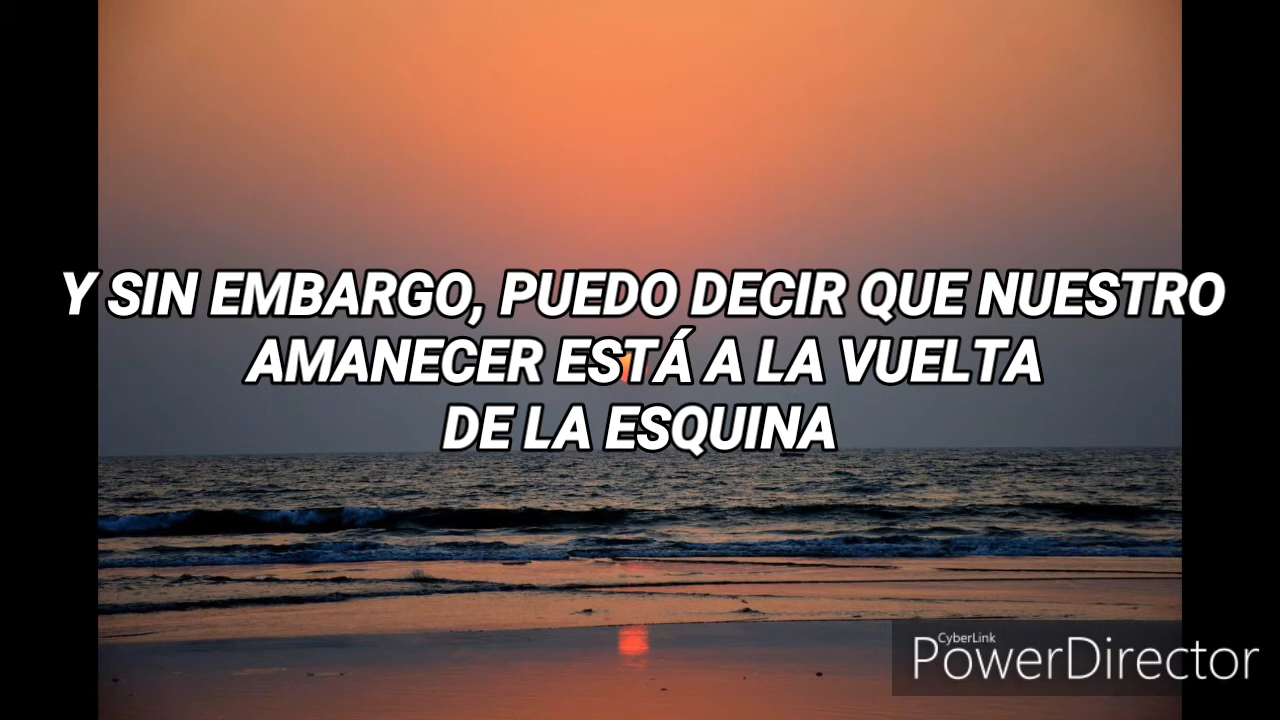 Y SIN EMBARGO, PUEDO DECIR QUE NUESTRO
AMANECER ESTÁ A LA VUELTA
DE LA ESQUINA
CyberLink
PowerDirector